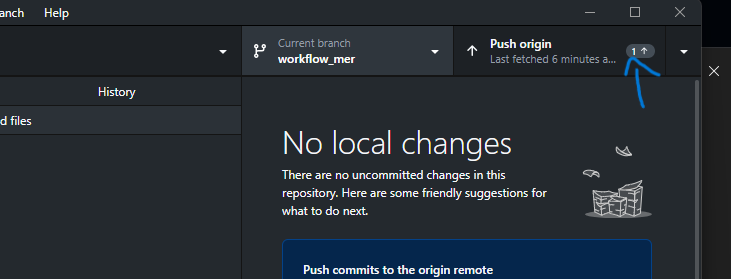 anch Help
Current branch
workflow_mer
Push origin
Last fetched 6 minutes a...
1
History
d files
No local changes
There are no uncommitted changes in this
repository. Here are some friendly suggestions for
what to do next.
Push commits to the origin remote